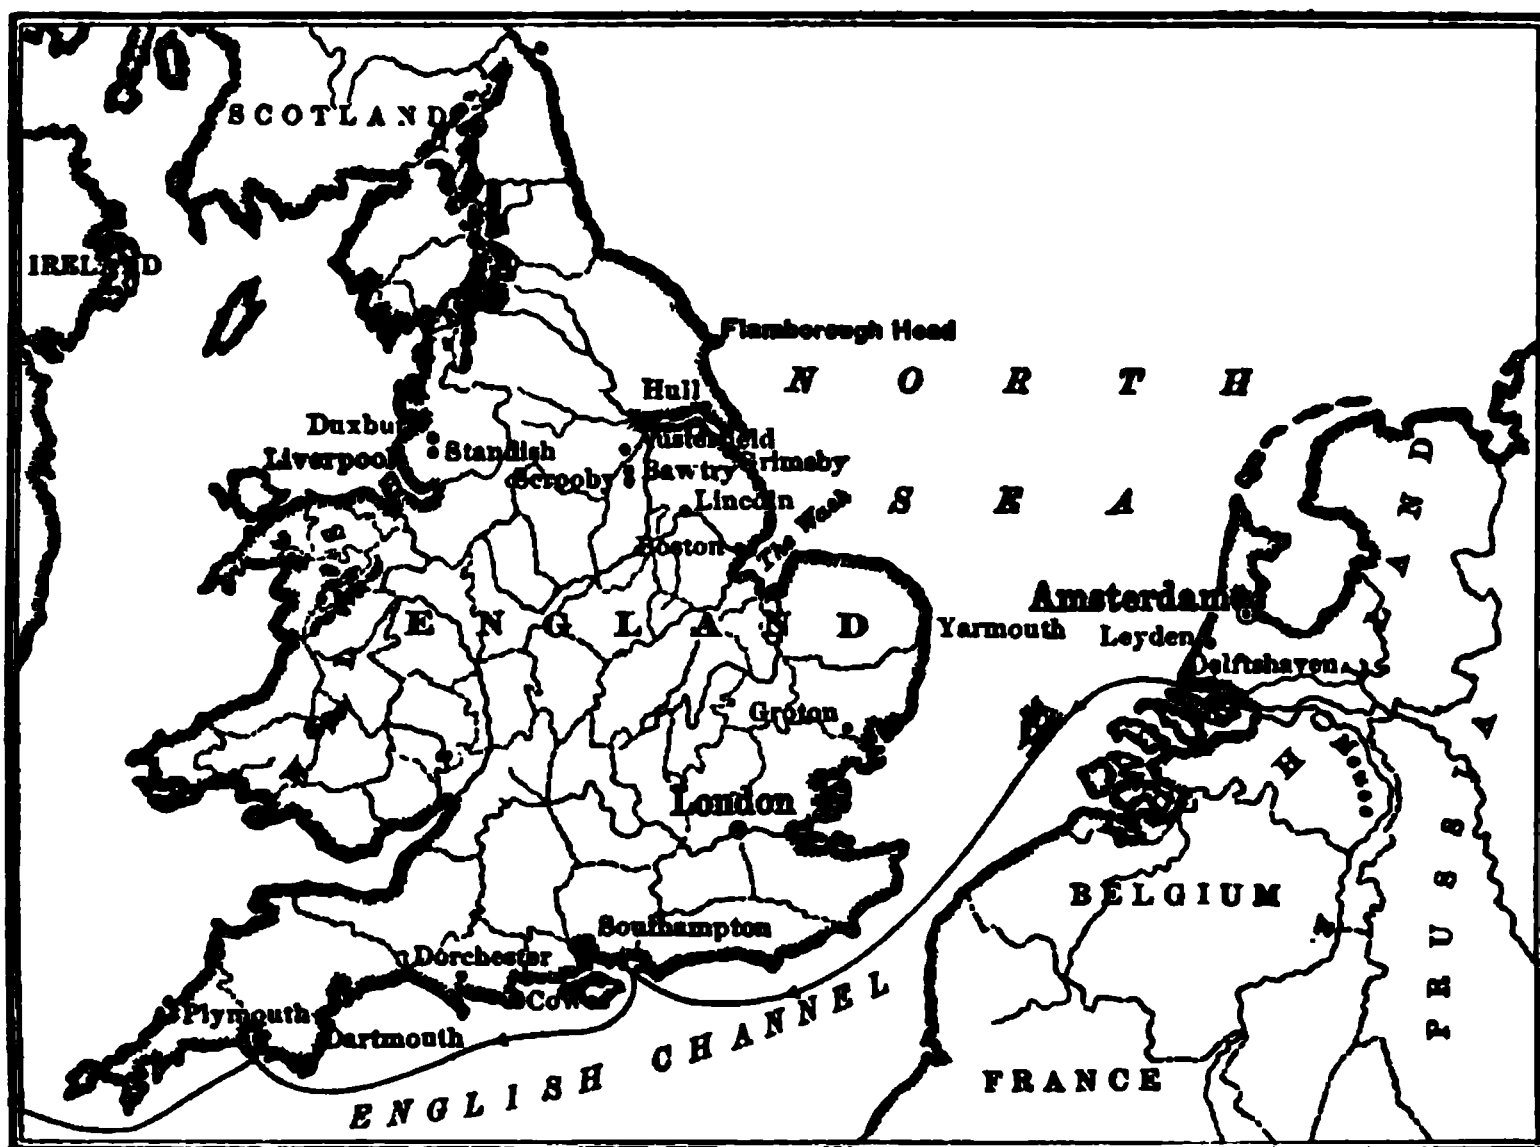 SCOTLAND
IRELAND
Flamborough Head
NORTH
Hull
Duxbu
Standish
Liverpool
Scrooby
Bawtry
Grimsby
Lincoln
SEA
The Wash
Boston
Amsterdam
ENGLAND
Yarmouth
Leyden
Delftshaven
Groton
London
BELGIUM
PRUSSIA
Southampton
Dorchester
Cowes
Plymouth
Dartmouth
ENGLISH CHANNEL
FRANCE